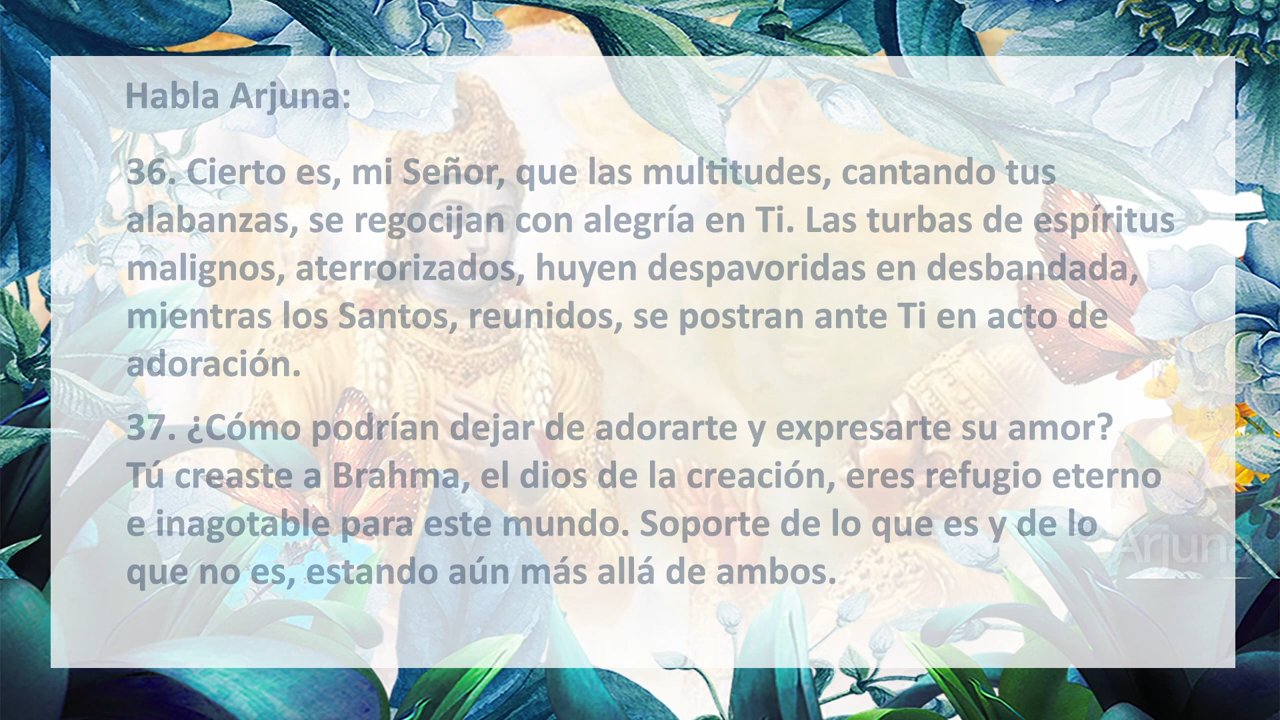 Habla Arjuna:
36. Cierto es, mi Señor, que las multitudes, cantando tus
alabanzas, se regocijan con alegría en Ti. Las turbas de espíritus
malignos, aterrorizados, huyen despavoridas en desbandada,
mientras los Santos, reunidos, se postran ante Ti en acto de
adoración.
37. ¿Cómo podrían dejar de adorarte y expresarte su amor?
Tú creaste a Brahma, el dios de la creación, eres refugio eterno
e inagotable para este mundo. Soporte de lo que es y de lo
que no es, estando aún más allá de ambos.
Arjuna